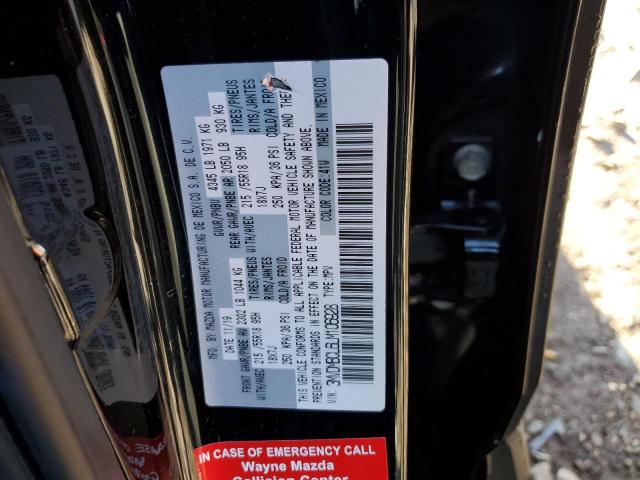 MFD. BY MAZDA MOTOR MANUFACTURING DE MEXICO S.A. DE C.V.
DATE 11/19 GVWR/PNBV 4345 LB 1971 KG
FRONT GAWR/PNBE AV 2302 LB 1044 KG REAR GAWR/PNBE AR 2050 LB 930 KG
WITH/AVEC TIRES/PNEUS WITH/AVEC TIRES/PNEUS
215 /55R18 95H RIMS/JANTES 215 /55R18 95H RIMS/JANTES
18X7J COLD/A FROID 18X7J COLD/A
250 KPA/36 PSI 250 KPA/36 PSI
THIS VEHICLE CONFORMS TO ALL APPLICABLE FEDERAL MOTOR VEHICLE SAFETY AND
PREVENTION STANDARDS IN EFFECT ON THE DATE OF MANUFACTURE SHOWN ABOVE.
VIN: TYPE MPV COLOR CODE 41W MADE IN MEXICO
IN CASE OF EMERGENCY CALL
Wayne Mazda
Collision Center